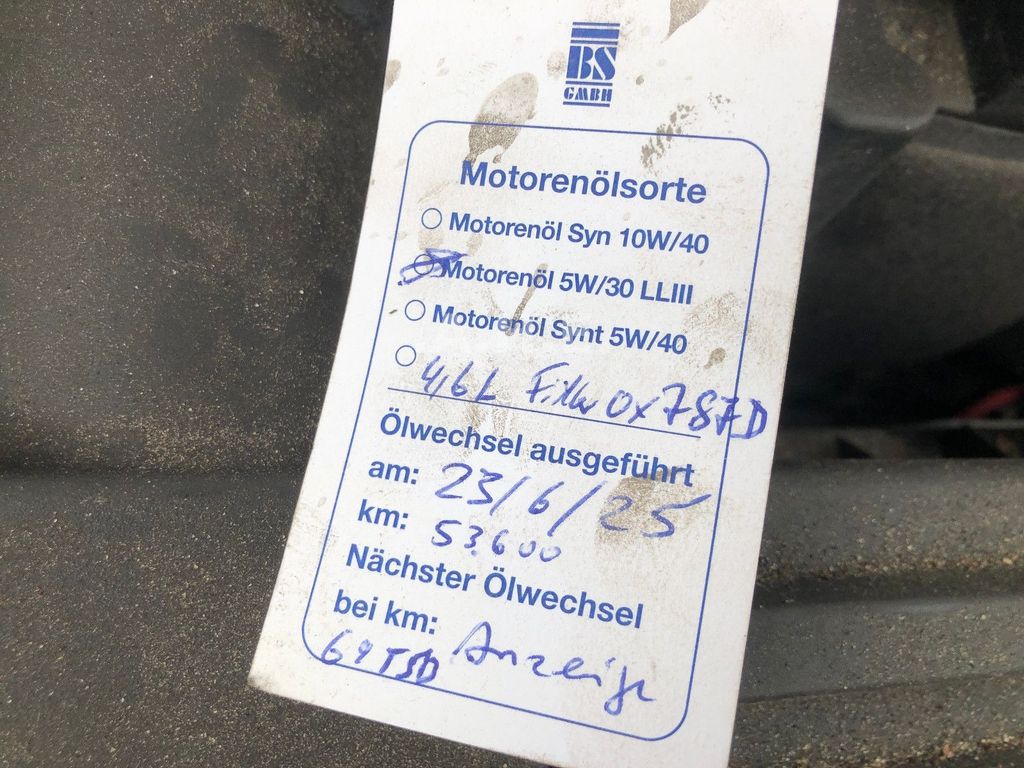 BS
GMBH
Motorenölsorte
Motorenöl Syn 10W/40
Motorenöl 5W/30 LLIII
Motorenöl Synt 5W/40
4,6L Filter OX787D
Ölwechsel ausgeführt
am: 23/6/25
km: 53.600
Nächster Ölwechsel
bei km: Anzeige
TSD